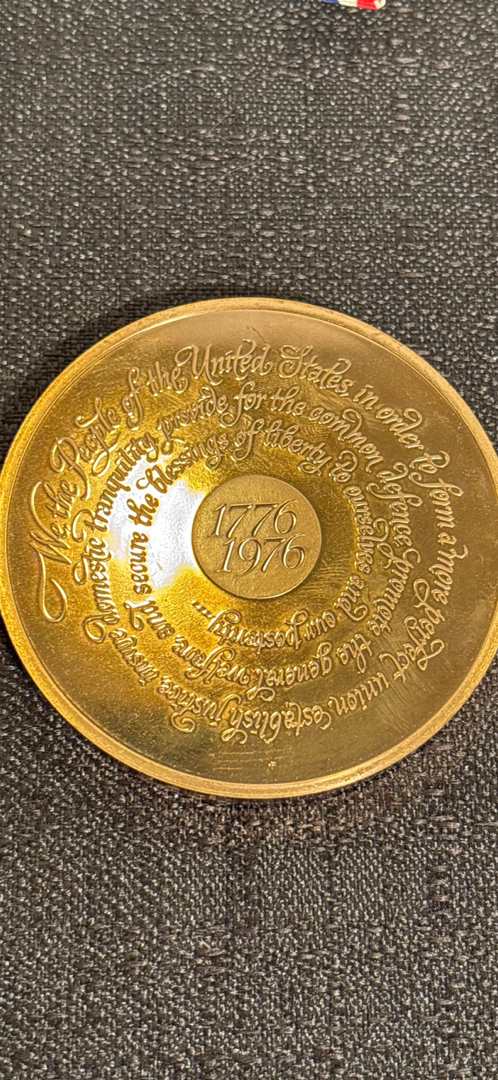 We the People of the United States, in order to form a more perfect union, establish justice, insure domestic tranquility, provide for the common defence, promote the general welfare, and secure the blessings of liberty to ourselves and our posterity....
1776
1976